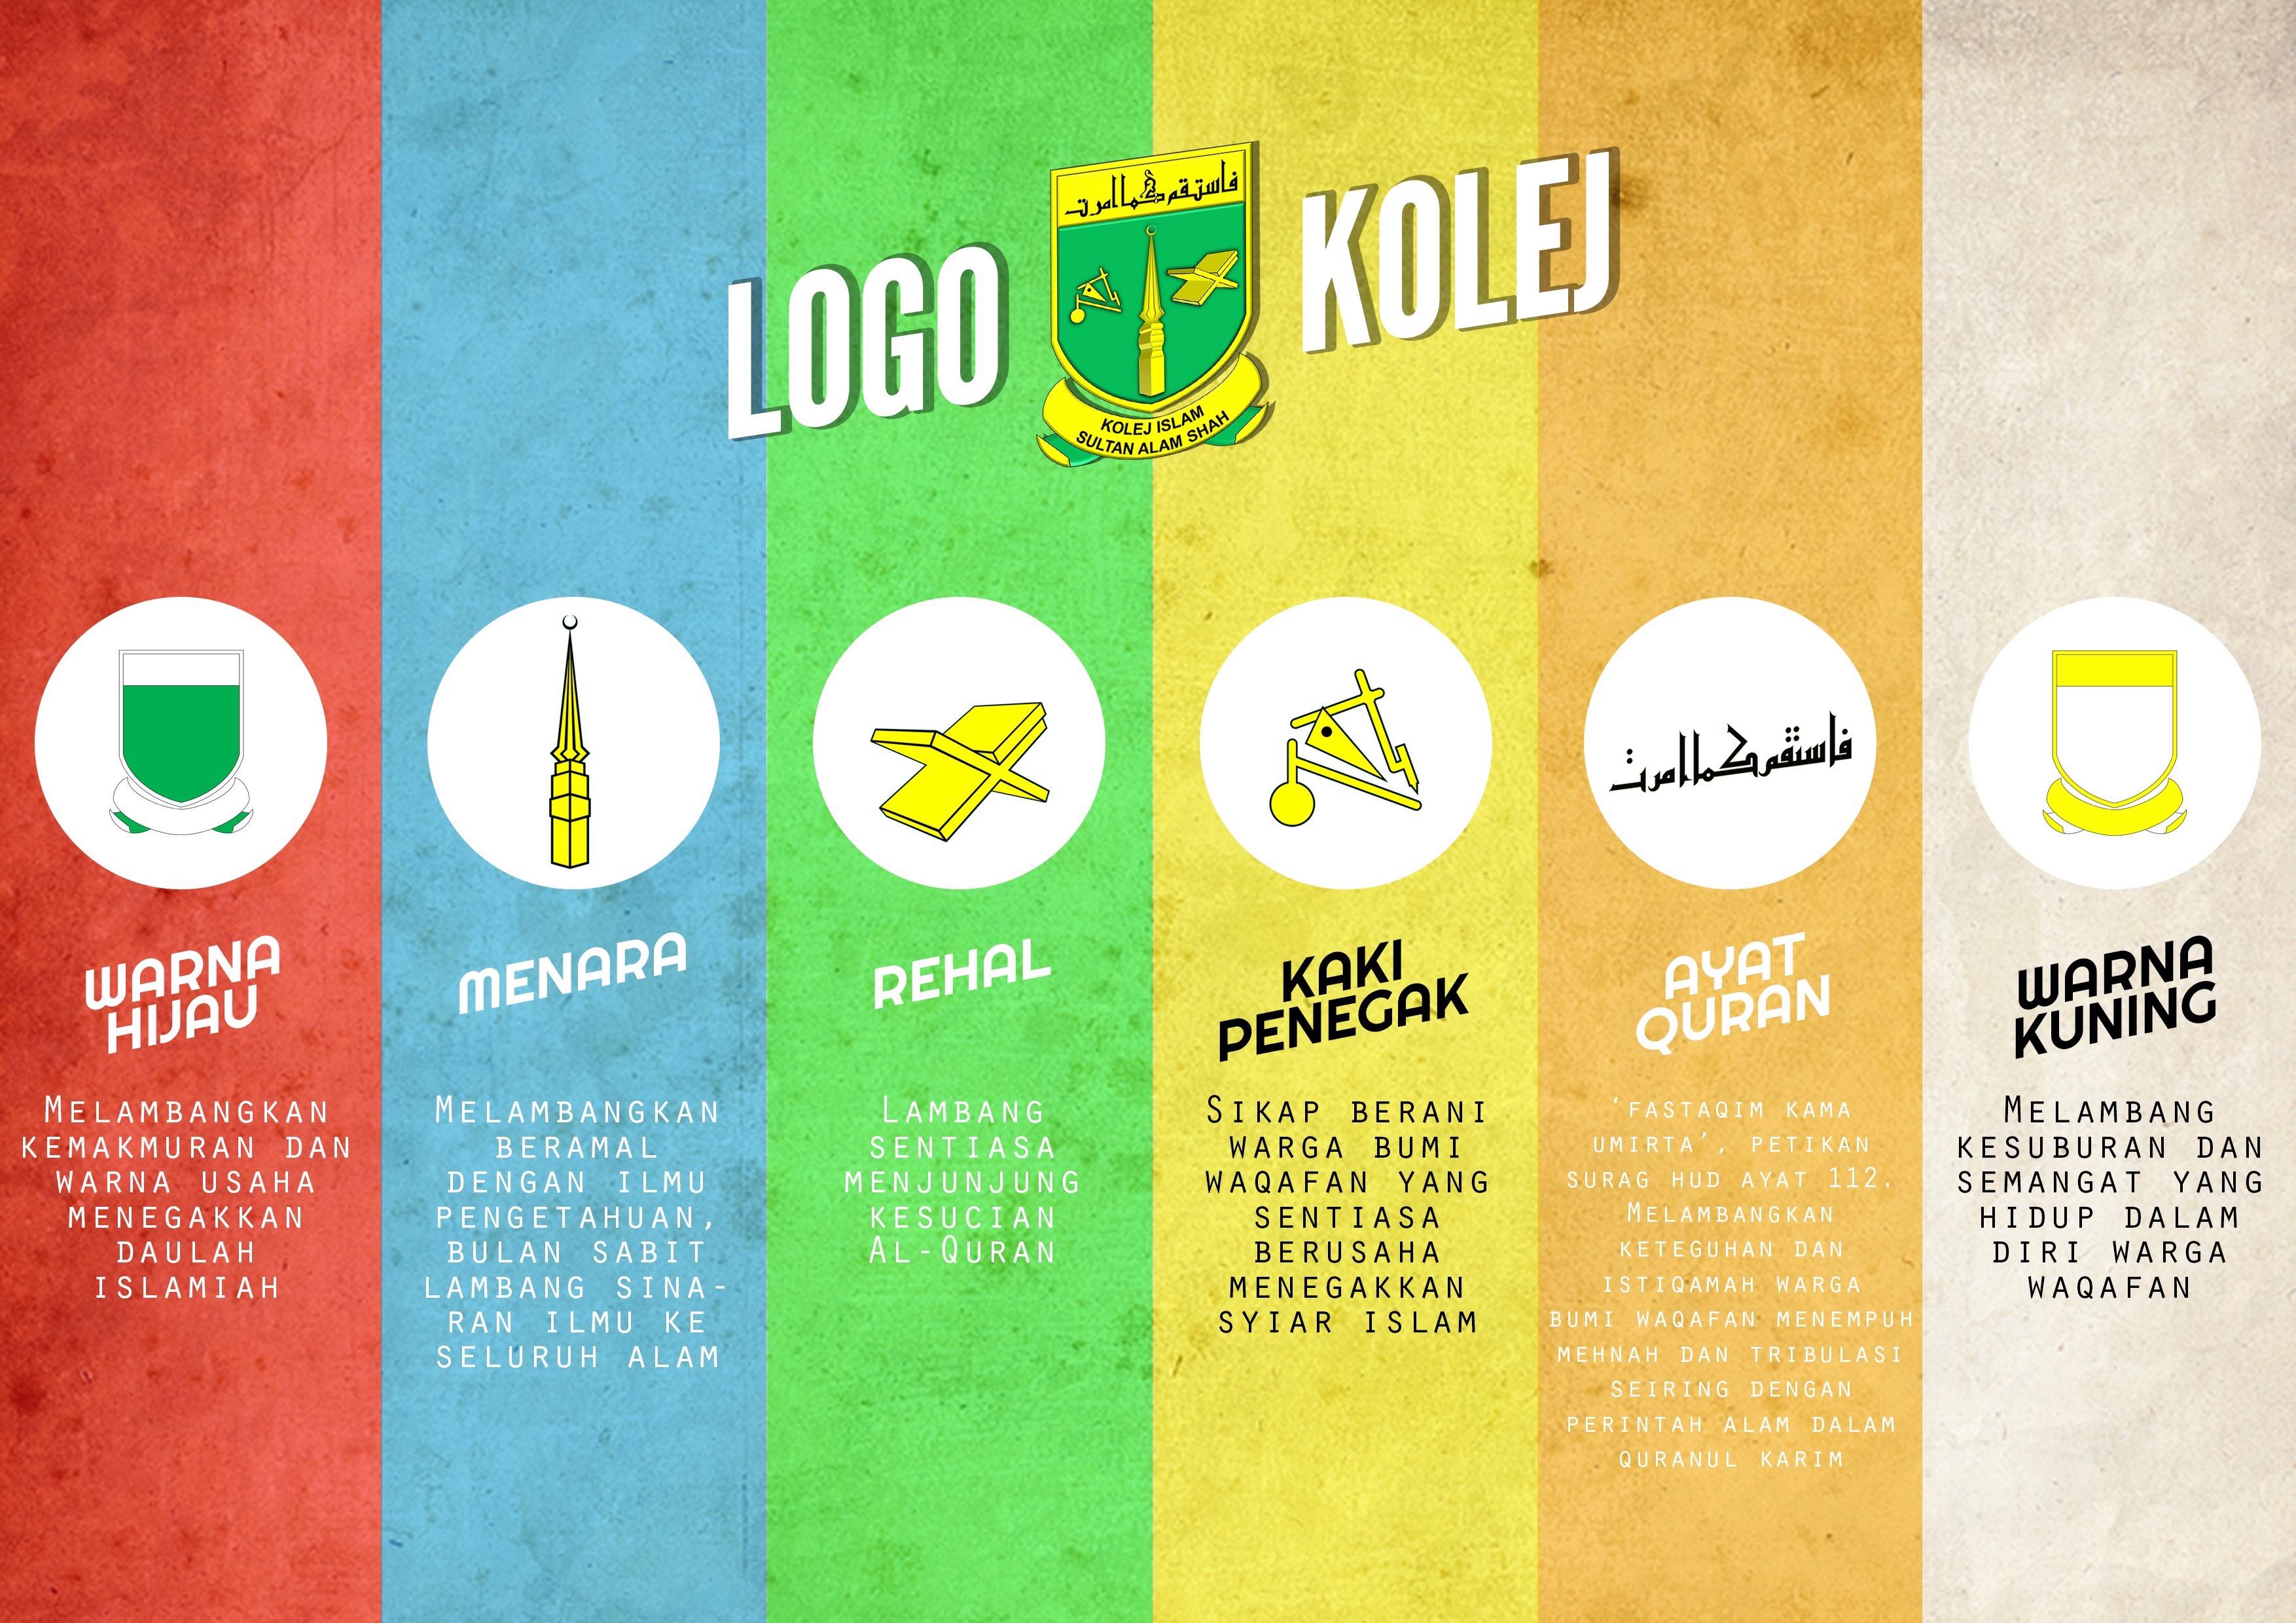 LOGO
فاستقم كما امرت
KOLEJ ISLAM
SULTAN ALAM SHAH
KOLEJ
WARNA
HIJAU
MELAMBANGKAN
KEMAKMURAN DAN
WARNA USAHA
MENEGAKKAN
DAULAH
ISLAMIAH
MENARA
MELAMBANGKAN
BERAMAL
DENGAN ILMU
PENGETAHUAN,
BULAN SABIT
LAMBANG SINA-
RAN ILMU KE
SELURUH ALAM
REHAL
LAMBANG
SENTIASA
MENJUNJUNG
KESUCIAN
AL-QURAN
KAKI
PENEGAK
SIKAP BERANI
WARGA BUMI
WAQAFAN YANG
SENTIASA
BERUSAHA
MENEGAKKAN
SYIAR ISLAM
فاستقم كما امرت
AYAT
QURAN
‘FASTAQIM KAMA
UMIRTA’, PETIKAN
SURAG HUD AYAT 112.
MELAMBANGKAN
KETEGUHAN DAN
ISTIQAMAH WARGA
BUMI WAQAFAN MENEMPUH
MEHNAH DAN TRIBULASI
SEIRING DENGAN
PERINTAH ALAM DALAM
QURANUL KARIM
WARNA
KUNING
MELAMBANG
KESUBURAN DAN
SEMANGAT YANG
HIDUP DALAM
DIRI WARGA
WAQAFAN